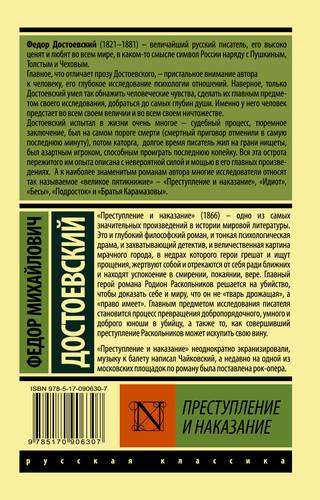 Федор Достоевский (1821–1881) – величайший русский писатель, его высоко
ценят и любят во всем мире, в каком-то смысле символ России наряду с Пушкиным,
Толстым и Чеховым.
Главное, что отличает прозу Достоевского, – пристальное внимание автора
к человеку, его глубокое исследование психологии отношений. Наверное, только
Достоевский умел так обнажить человеческие чувства, сделать их главным пред-
метом своего исследования, добраться до самых глубин души. Именно у него человек
предстает во всем своем величии и во всем своем ничтожестве.
Достоевский испытал в жизни очень многое – судебный процесс, тюремное
заключение, был на самом пороге смерти (смертный приговор отменили в самую
последнюю минуту), потом каторга, долгое время писатель жил на грани нищеты,
был азартным игроком, способным проиграть последнюю копейку. Вся эта острота
пережитого им опыта описана с невероятной силой и мощью в его главных произве-
дениях. А к наиболее знаменитым романам автора многие исследователи относят
так называемое «великое пятикнижие» – «Преступление и наказание», «Идиот»,
«Бесы», «Подросток» и «Братья Карамазовы».
ФЕДОР МИХАЙЛОВИЧ
ДОСТОЕВСКИЙ
«Преступление и наказание» (1866) – одно из самых
значительных произведений в истории мировой литературы.
Это и глубокий философский роман, и тонкая психологическая
драма, и захватывающий детектив, и величественная картина
мрачного города, в недрах которого герои грешат и ищут
прощения, жертвуют собой и отрекаются от себя ради ближних
и находят успокоение в смирении, покаянии, вере. Главный
герой романа Родион Раскольников решается на убийство,
чтобы доказать себе и миру, что он не «тварь дрожащая», а
«право имеет». Главным предметом исследования писателя
становится процесс превращения добропорядочного, умного и
доброго юноши в убийцу, а также то, как совершивший
преступление Раскольников может искупить свою вину.
«Преступление и наказание» неоднократно экранизировали,
музыку к балету написал Чайковский, а недавно на одной из
московских площадок по роману была поставлена рок-опера.
ISBN 978-5-17-090630-7
9 785170 906307
N
ПРЕСТУПЛЕНИЕ
И НАКАЗАНИЕ
русская классика